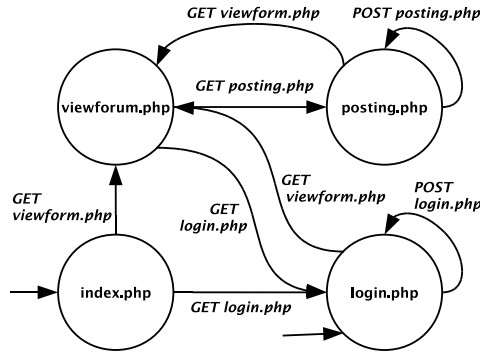 GET viewform.php
POST posting.php
GET posting.php
viewforum.php
posting.php
GET
viewform.php
GET
login.php
GET
viewform.php
POST
login.php
index.php
GET login.php
login.php